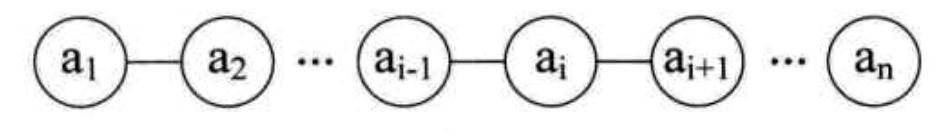 a₁ a₂ ... aᵢ₋₁ aᵢ aᵢ₊₁ ... aₙ